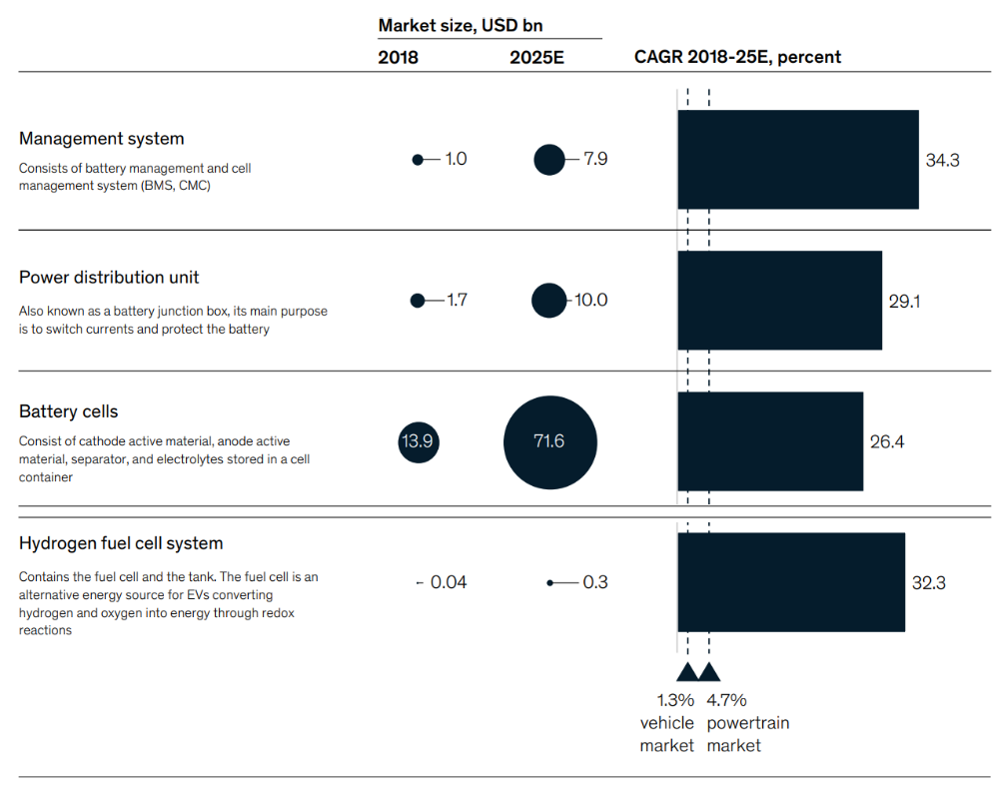 Market size, USD bn
2018 2025E CAGR 2018-25E, percent
Management system
Consists of battery management and cell
management system (BMS, CMC)
1.0 7.9 34.3
Power distribution unit
Also known as a battery junction box, its main purpose
is to switch currents and protect the battery
1.7 10.0 29.1
Battery cells
Consist of cathode active material, anode active
material, separator, and electrolytes stored in a cell
container
13.9 71.6 26.4
Hydrogen fuel cell system
Contains the fuel cell and the tank. The fuel cell is an
alternative energy source for EVs converting
hydrogen and oxygen into energy through redox
reactions
0.04 0.3 32.3
1.3% 4.7%
vehicle powertrain
market market